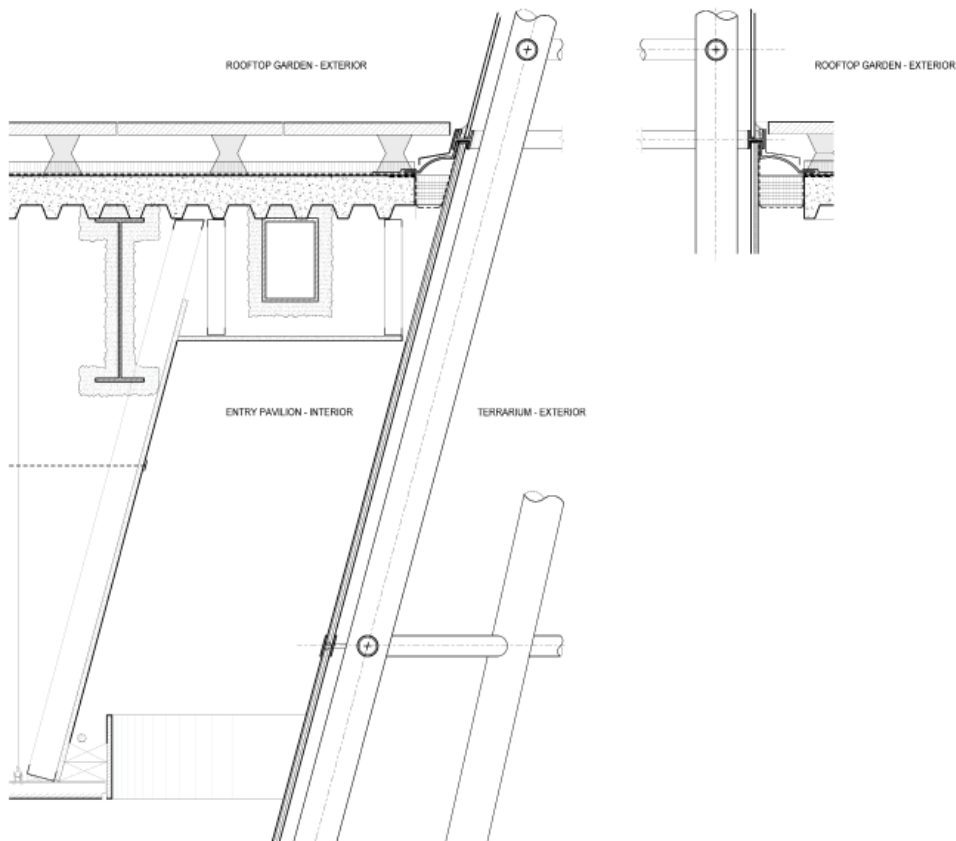 ROOFTOP GARDEN - EXTERIOR
ROOFTOP GARDEN - EXTERIOR
ENTRY PAVILION - INTERIOR
TERRARIUM - EXTERIOR